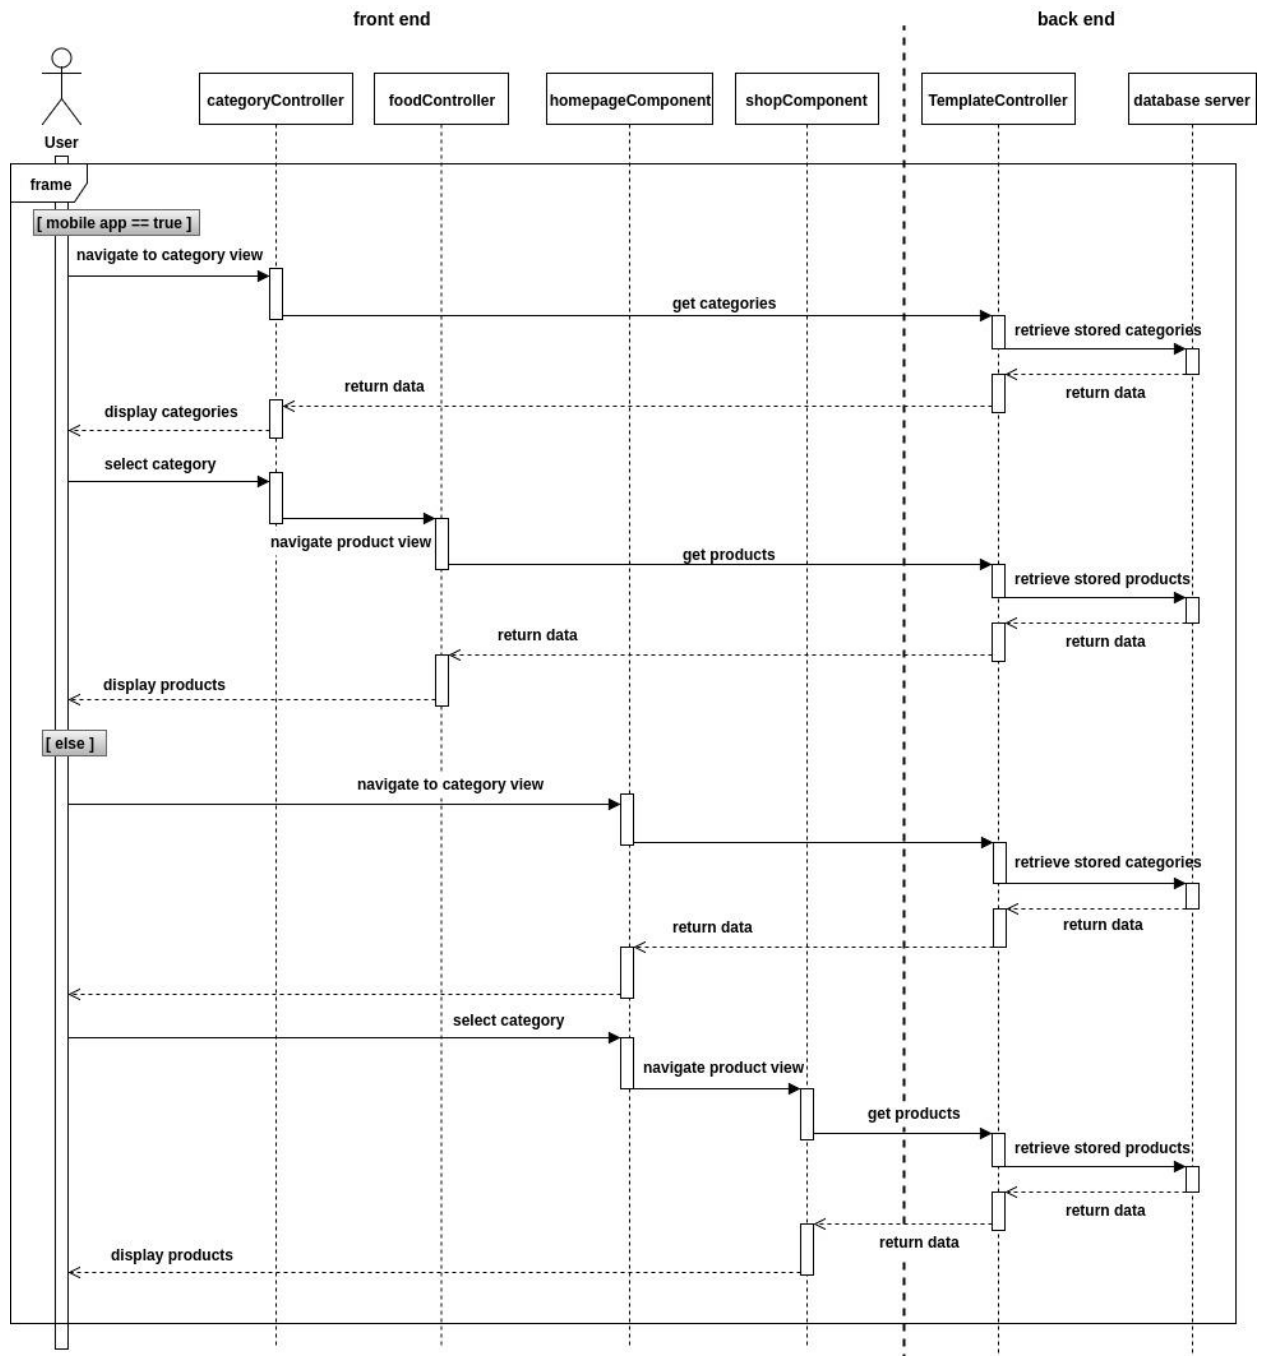 front end
back end
categoryController
foodController
homepageComponent
shopComponent
TemplateController
database server
User
frame
[ mobile app == true ]
navigate to category view
get categories
retrieve stored categories
return data
return data
display categories
select category
navigate product view
get products
retrieve stored products
return data
return data
display products
[ else ]
navigate to category view
retrieve stored categories
return data
return data
select category
navigate product view
get products
retrieve stored products
return data
return data
display products